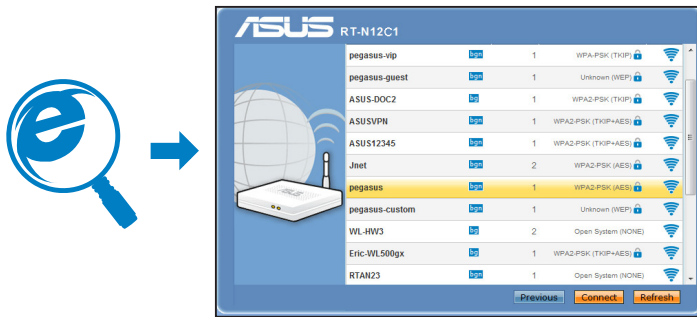 ASUS RT-N12C1
pegasus-vip bgn 1 WPA-PSK (TKIP)
pegasus-guest bgn 1 Unknown (WEP)
ASUS-DOC2 bg 1 WPA2-PSK (TKIP)
ASUSVPN bgn 1 WPA2-PSK (TKIP+AES)
ASUS12345 bgn 1 WPA2-PSK (TKIP+AES)
Jnet bgn 2 WPA2-PSK (AES)
pegasus bgn 1 WPA2-PSK (AES)
pegasus-custom bgn 1 Unknown (WEP)
WL-HW3 bg 2 Open System (NONE)
Eric-WL500gx bg 1 WPA2-PSK (TKIP+AES)
RTAN23 bgn 1 Open System (NONE)
ASUS
Previous Connect Refresh